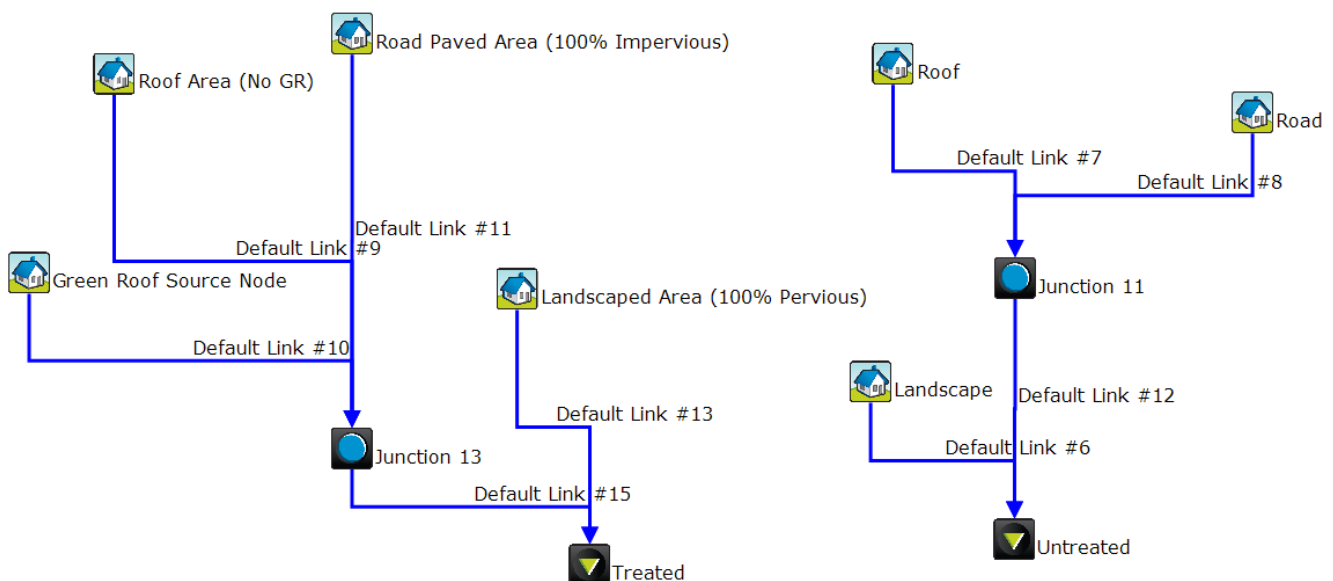 Road Paved Area (100% Impervious)
Roof Area (No GR)
Default Link #11
Default Link #9
Green Roof Source Node
Landscaped Area (100% Pervious)
Default Link #10
Default Link #13
Junction 13
Default Link #15
Treated
Roof
Road
Default Link #7
Default Link #8
Junction 11
Landscape
Default Link #12
Default Link #6
Untreated